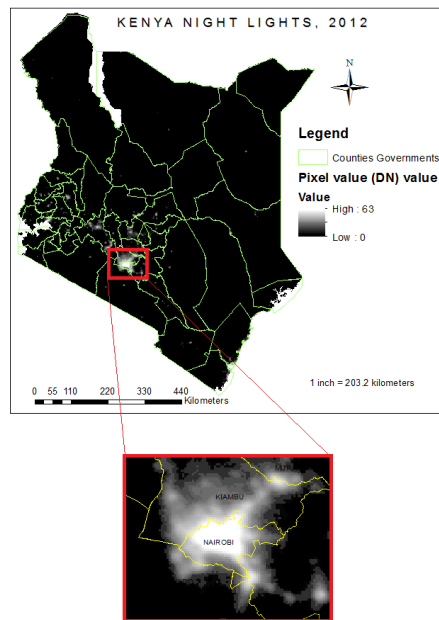 KENYA NIGHT LIGHTS, 2012
N
Legend
Counties Governments
Pixel value (DN) value
Value
High : 63
Low : 0
1 inch = 203.2 kilometers
0 55 110 220 330 440
Kilometers
KIAMBU
NAIROBI